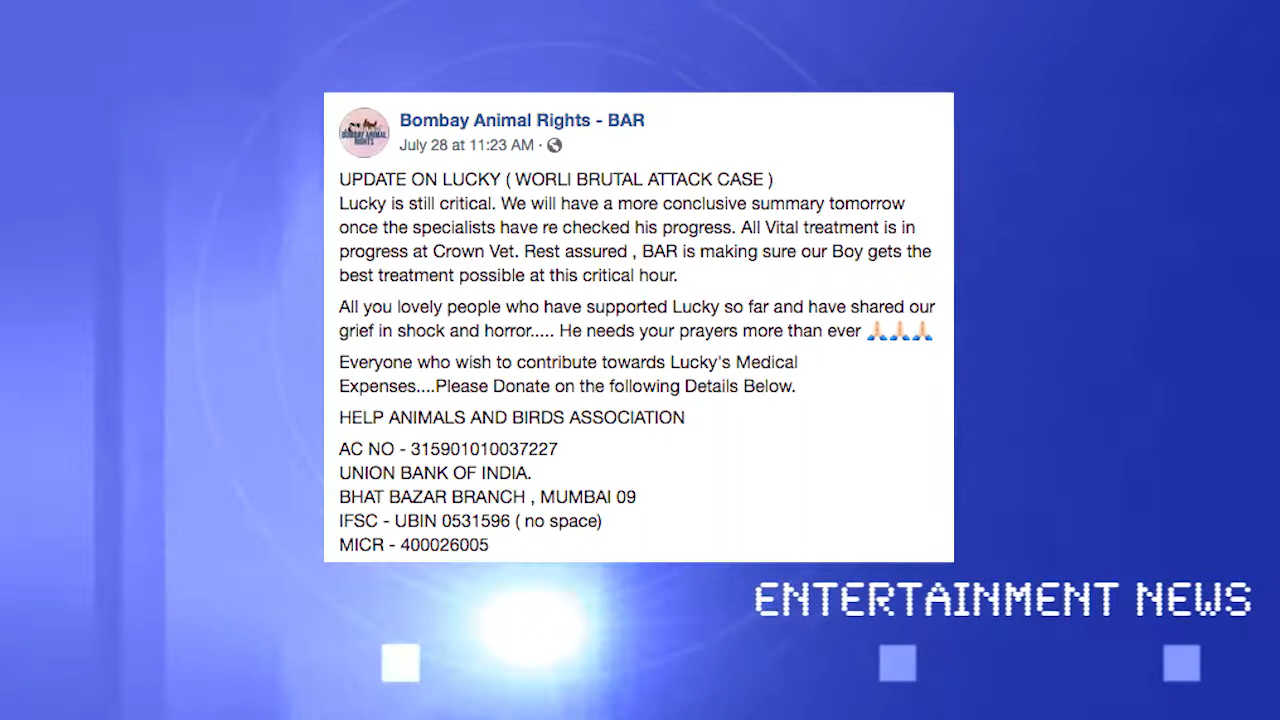 Bombay Animal Rights - BAR
July 28 at 11:23 AM ·
BOMBAY ANIMAL
RIGHTS
UPDATE ON LUCKY ( WORLI BRUTAL ATTACK CASE )
Lucky is still critical. We will have a more conclusive summary tomorrow
once the specialists have re checked his progress. All Vital treatment is in
progress at Crown Vet. Rest assured , BAR is making sure our Boy gets the
best treatment possible at this critical hour.
All you lovely people who have supported Lucky so far and have shared our
grief in shock and horror..... He needs your prayers more than ever 🙏🏻🙏🏻🙏🏻
Everyone who wish to contribute towards Lucky's Medical
Expenses....Please Donate on the following Details Below.
HELP ANIMALS AND BIRDS ASSOCIATION
AC NO - 315901010037227
UNION BANK OF INDIA.
BHAT BAZAR BRANCH , MUMBAI 09
IFSC - UBIN 0531596 ( no space)
MICR - 400026005
ENTERTAINMENT NEWS